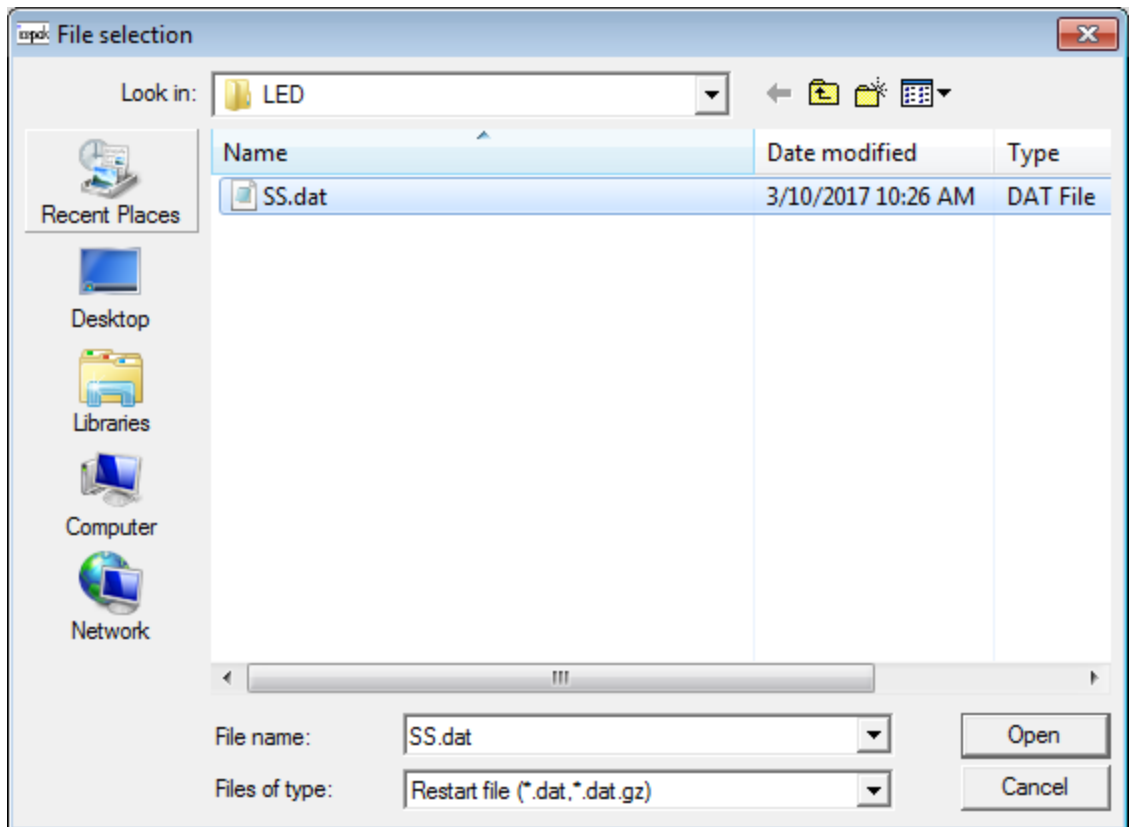 File selection
Look in: LED
Name Date modified Type
SS.dat 3/10/2017 10:26 AM DAT File
Recent Places
Desktop
Libraries
Computer
Network
File name: SS.dat Open
Files of type: Restart file (*.dat,*.dat.gz) Cancel